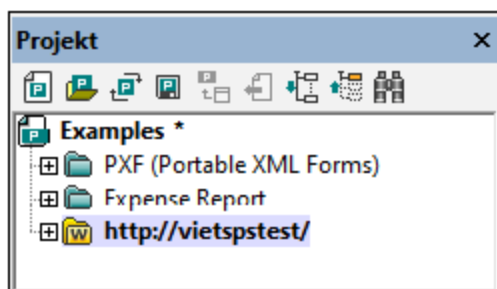 Projekt
Examples *
PXF (Portable XML Forms)
Expense Report
http://vietspstest/